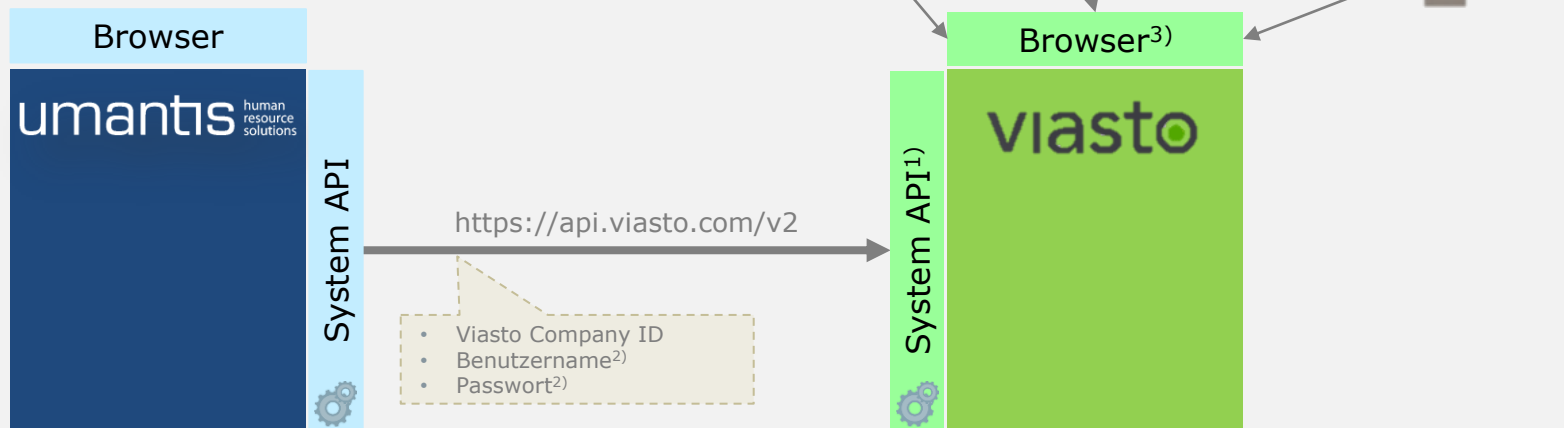 Browser
Browser3)
umantis human
resource
solutions
viasto
System API
System API1)
https://api.viasto.com/v2
• Viasto Company ID
• Benutzername2)
• Passwort2)